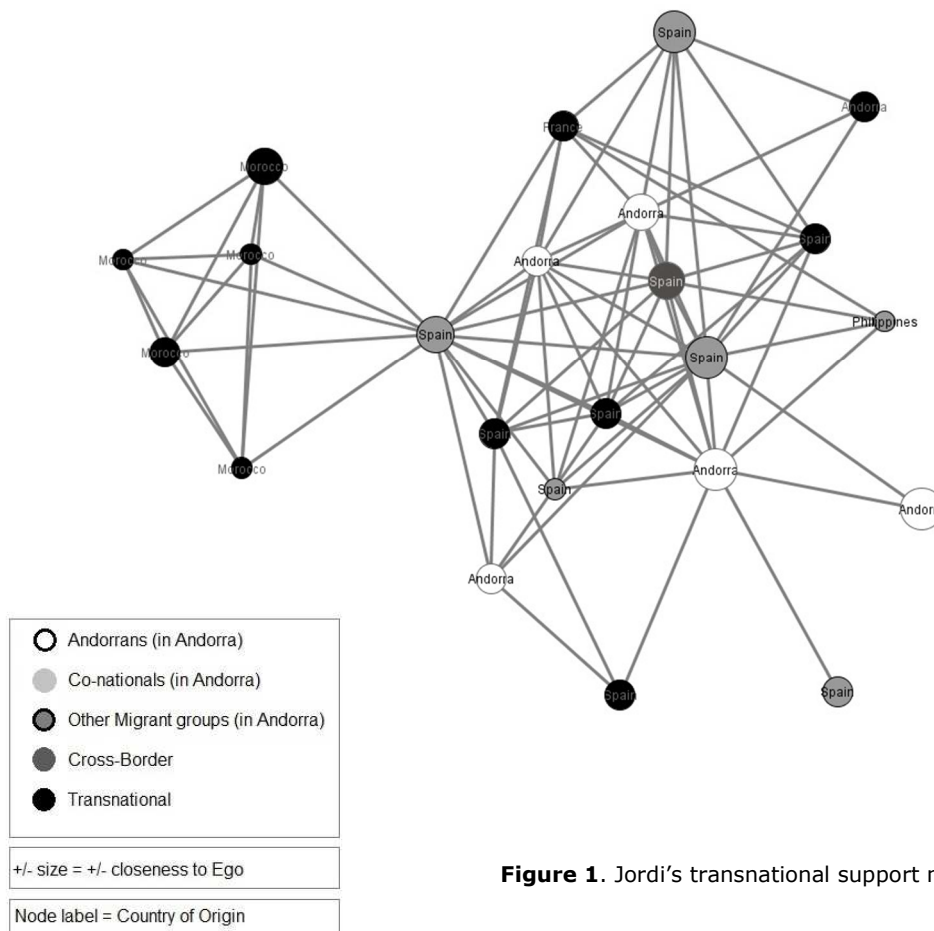 Spain
Andorra
France
Morocco
Andorra
Spain
Morocco
Morocco
Andorra
Spain
Philippines
Spain
Morocco
Spain
Spain
Spain
Morocco
Andorra
Spain
Andor
Andorra
Spain
Spain
Andorrans (in Andorra)
Co-nationals (in Andorra)
Other Migrant groups (in Andorra)
Cross-Border
Transnational
+/- size = +/- closeness to Ego
Figure 1. Jordi's transnational support
Node label = Country of Origin